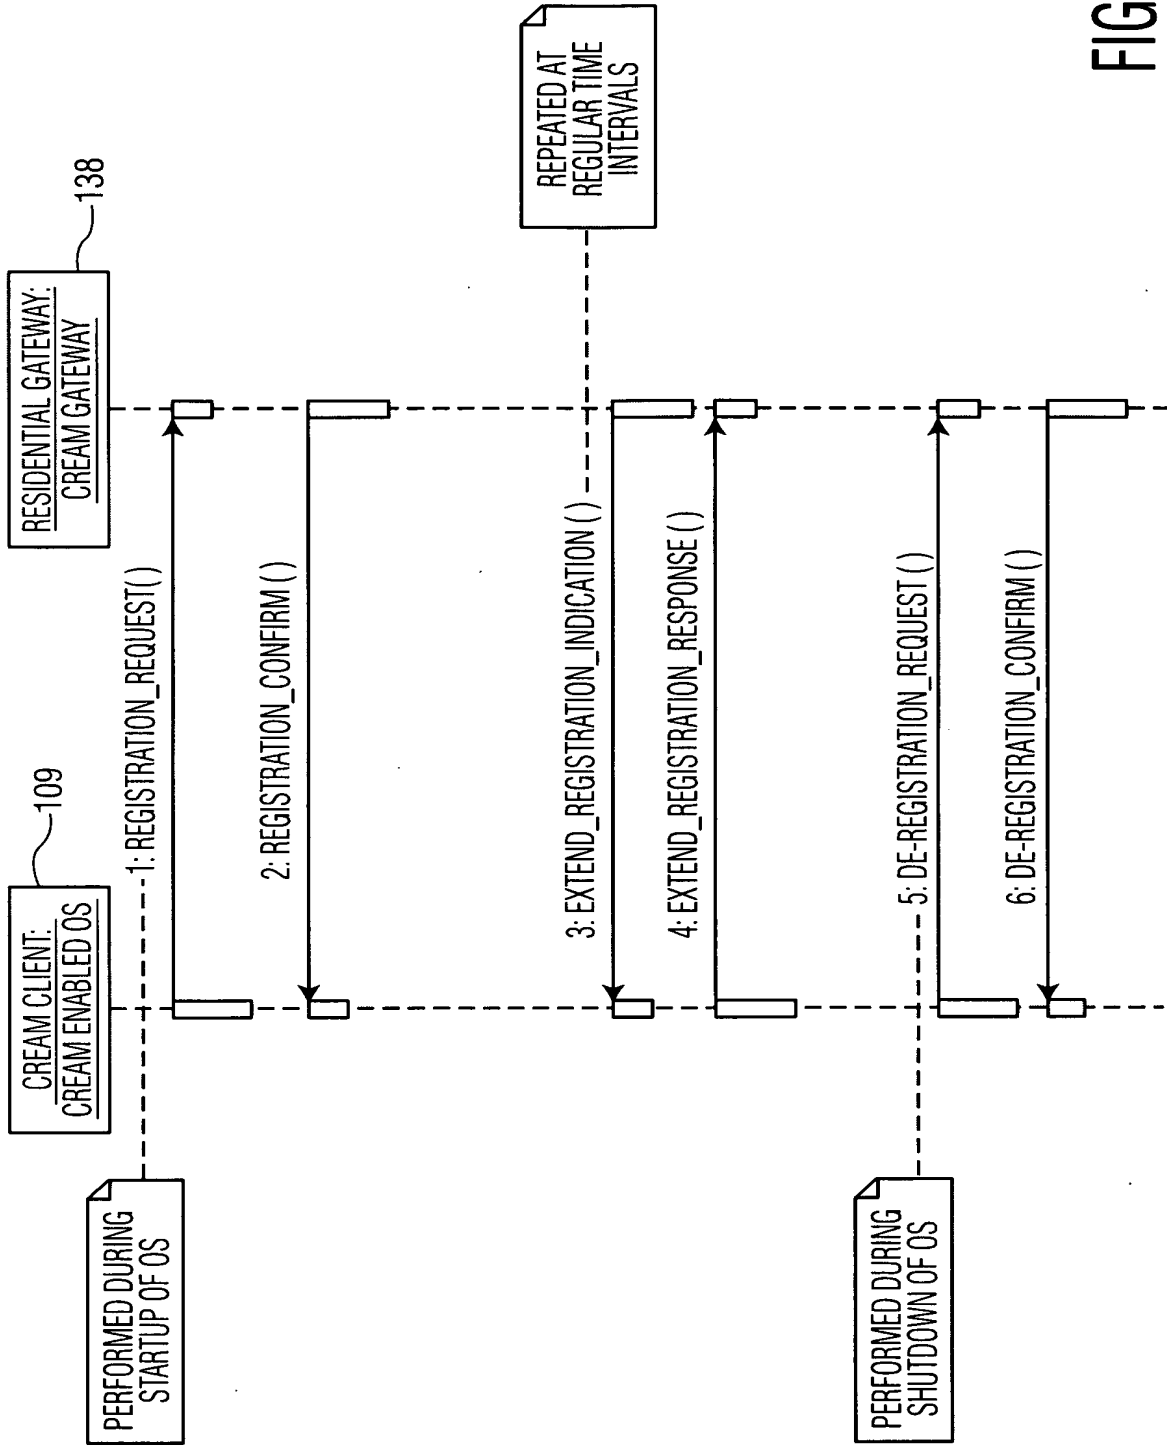 CREAM CLIENT:
CREAM ENABLED OS
109
RESIDENTIAL GATEWAY:
CREAM GATEWAY
138
PERFORMED DURING
STARTUP OF OS
1: REGISTRATION_REQUEST()
2: REGISTRATION_CONFIRM ()
REPEATED AT
REGULAR TIME
INTERVALS
3: EXTEND_REGISTRATION_INDICATION ()
4: EXTEND_REGISTRATION_RESPONSE ()
PERFORMED DURING
SHUTDOWN OF OS
5: DE-REGISTRATION_REQUEST ()
6: DE-REGISTRATION_CONFIRM ()
FIG